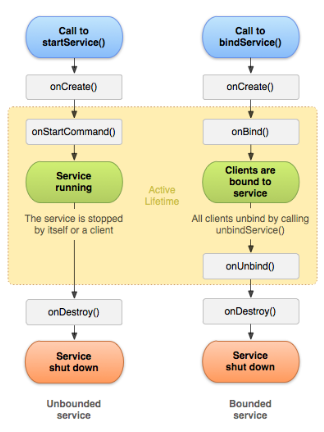 Call to
startService()
onCreate()
onStartCommand()
Service
running
The service is stopped
by itself or a client
onDestroy()
Service
shut down
Unbounded
service
Active
Lifetime
Call to
bindService()
onCreate()
onBind()
Clients are
bound to
service
All clients unbind by calling
unbindService()
onUnbind()
onDestroy()
Service
shut down
Bounded
service